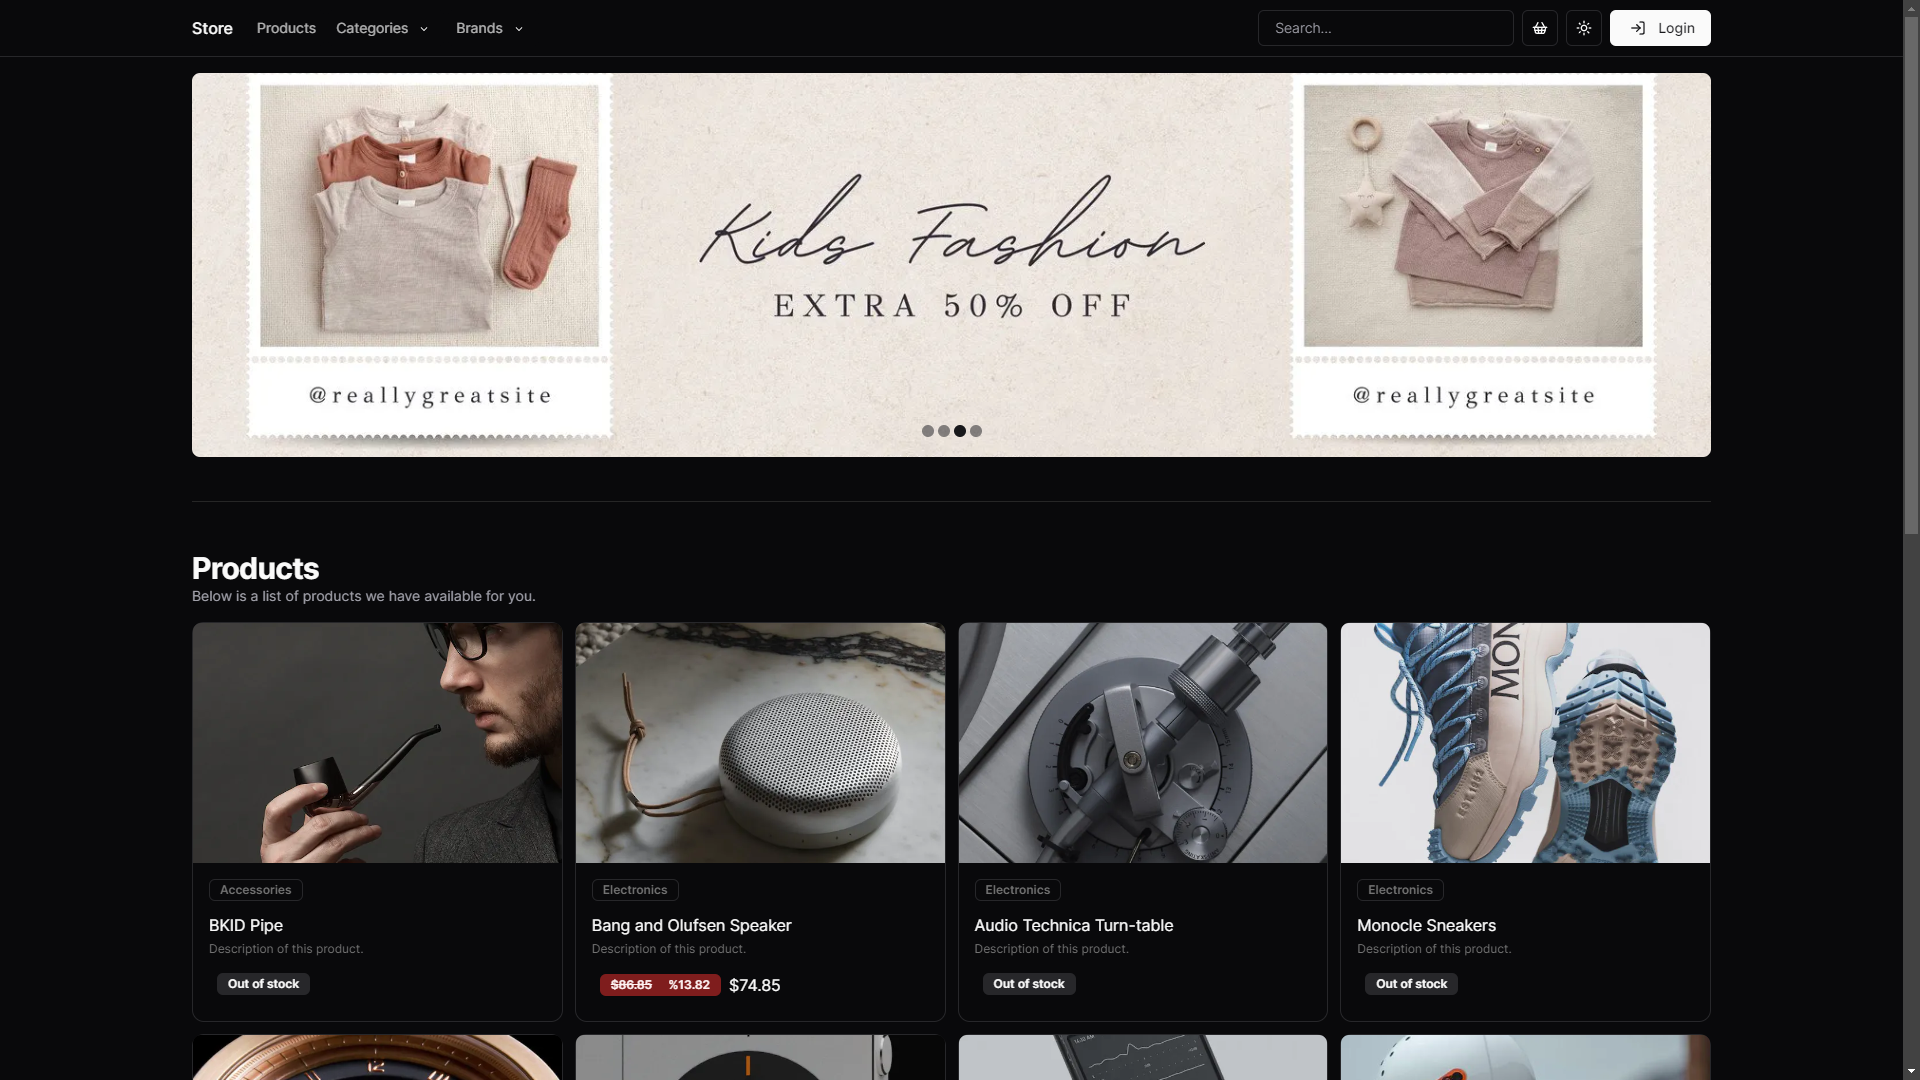 Store Products Categories Brands Search... Login
Kids Fashion
EXTRA 50% OFF
@reallygreatsite @reallygreatsite
Products
Below is a list of products we have available for you.
MON
Accessories
BKID Pipe
Description of this product.
Out of stock
Electronics
Bang and Olufsen Speaker
Description of this product.
$86.85 %13.82 $74.85
Electronics
Audio Technica Turn-table
Description of this product.
Out of stock
Electronics
Monocle Sneakers
Description of this product.
Out of stock